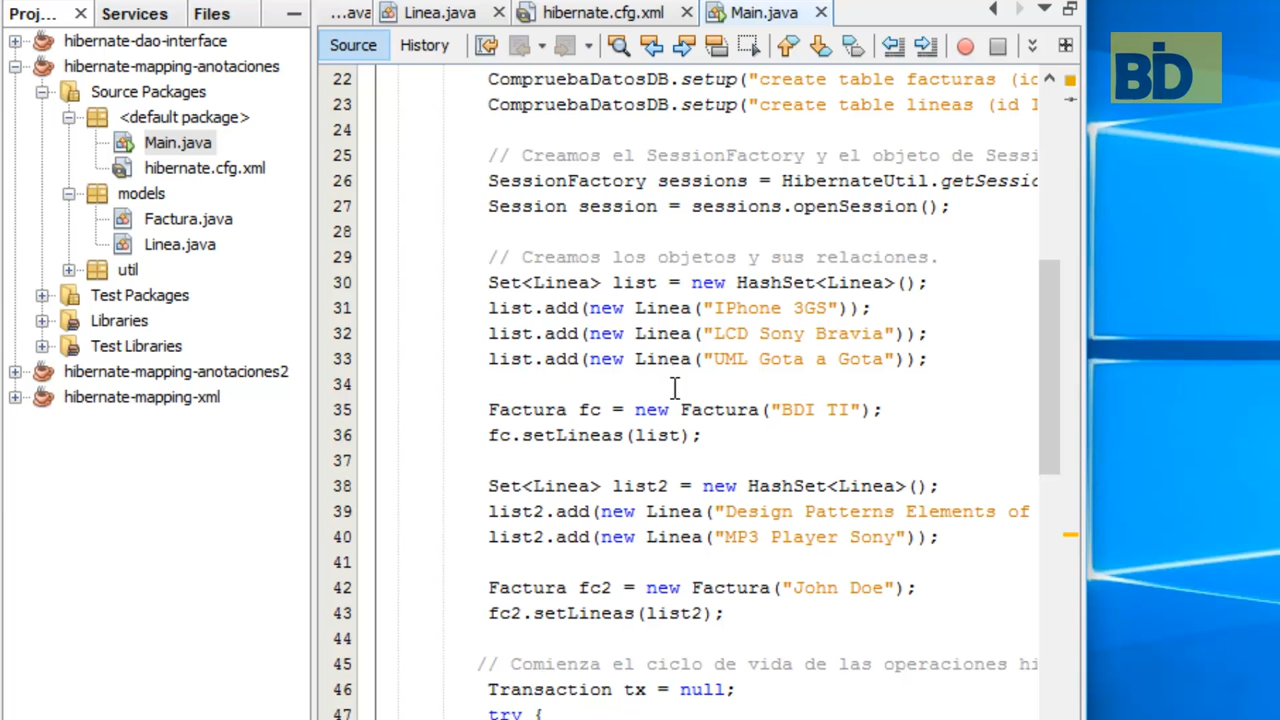 Proj... Services Files
hibernate-dao-interface
hibernate-mapping-anotaciones
Source Packages
<default package>
Main.java
hibernate.cfg.xml
models
Factura.java
Linea.java
util
Test Packages
Libraries
Test Libraries
hibernate-mapping-anotaciones2
hibernate-mapping-xml
...ava Linea.java hibernate.cfg.xml Main.java
Source History
22 CompruebaDatosDB.setup("create table facturas (id
23 CompruebaDatosDB.setup("create table lineas (id I
24
25 // Creamos el SessionFactory y el objeto de Sessi
26 SessionFactory sessions = HibernateUtil.getSessio
27 Session session = sessions.openSession();
28
29 // Creamos los objetos y sus relaciones.
30 Set<Linea> list = new HashSet<Linea>();
31 list.add(new Linea("IPhone 3GS"));
32 list.add(new Linea("LCD Sony Bravia"));
33 list.add(new Linea("UML Gota a Gota"));
34
35 Factura fc = new Factura("BDI TI");
36 fc.setLineas(list);
37
38 Set<Linea> list2 = new HashSet<Linea>();
39 list2.add(new Linea("Design Patterns Elements of
40 list2.add(new Linea("MP3 Player Sony"));
41
42 Factura fc2 = new Factura("John Doe");
43 fc2.setLineas(list2);
44
45 // Comienza el ciclo de vida de las operaciones hi
46 Transaction tx = null;
47 try {
BDI